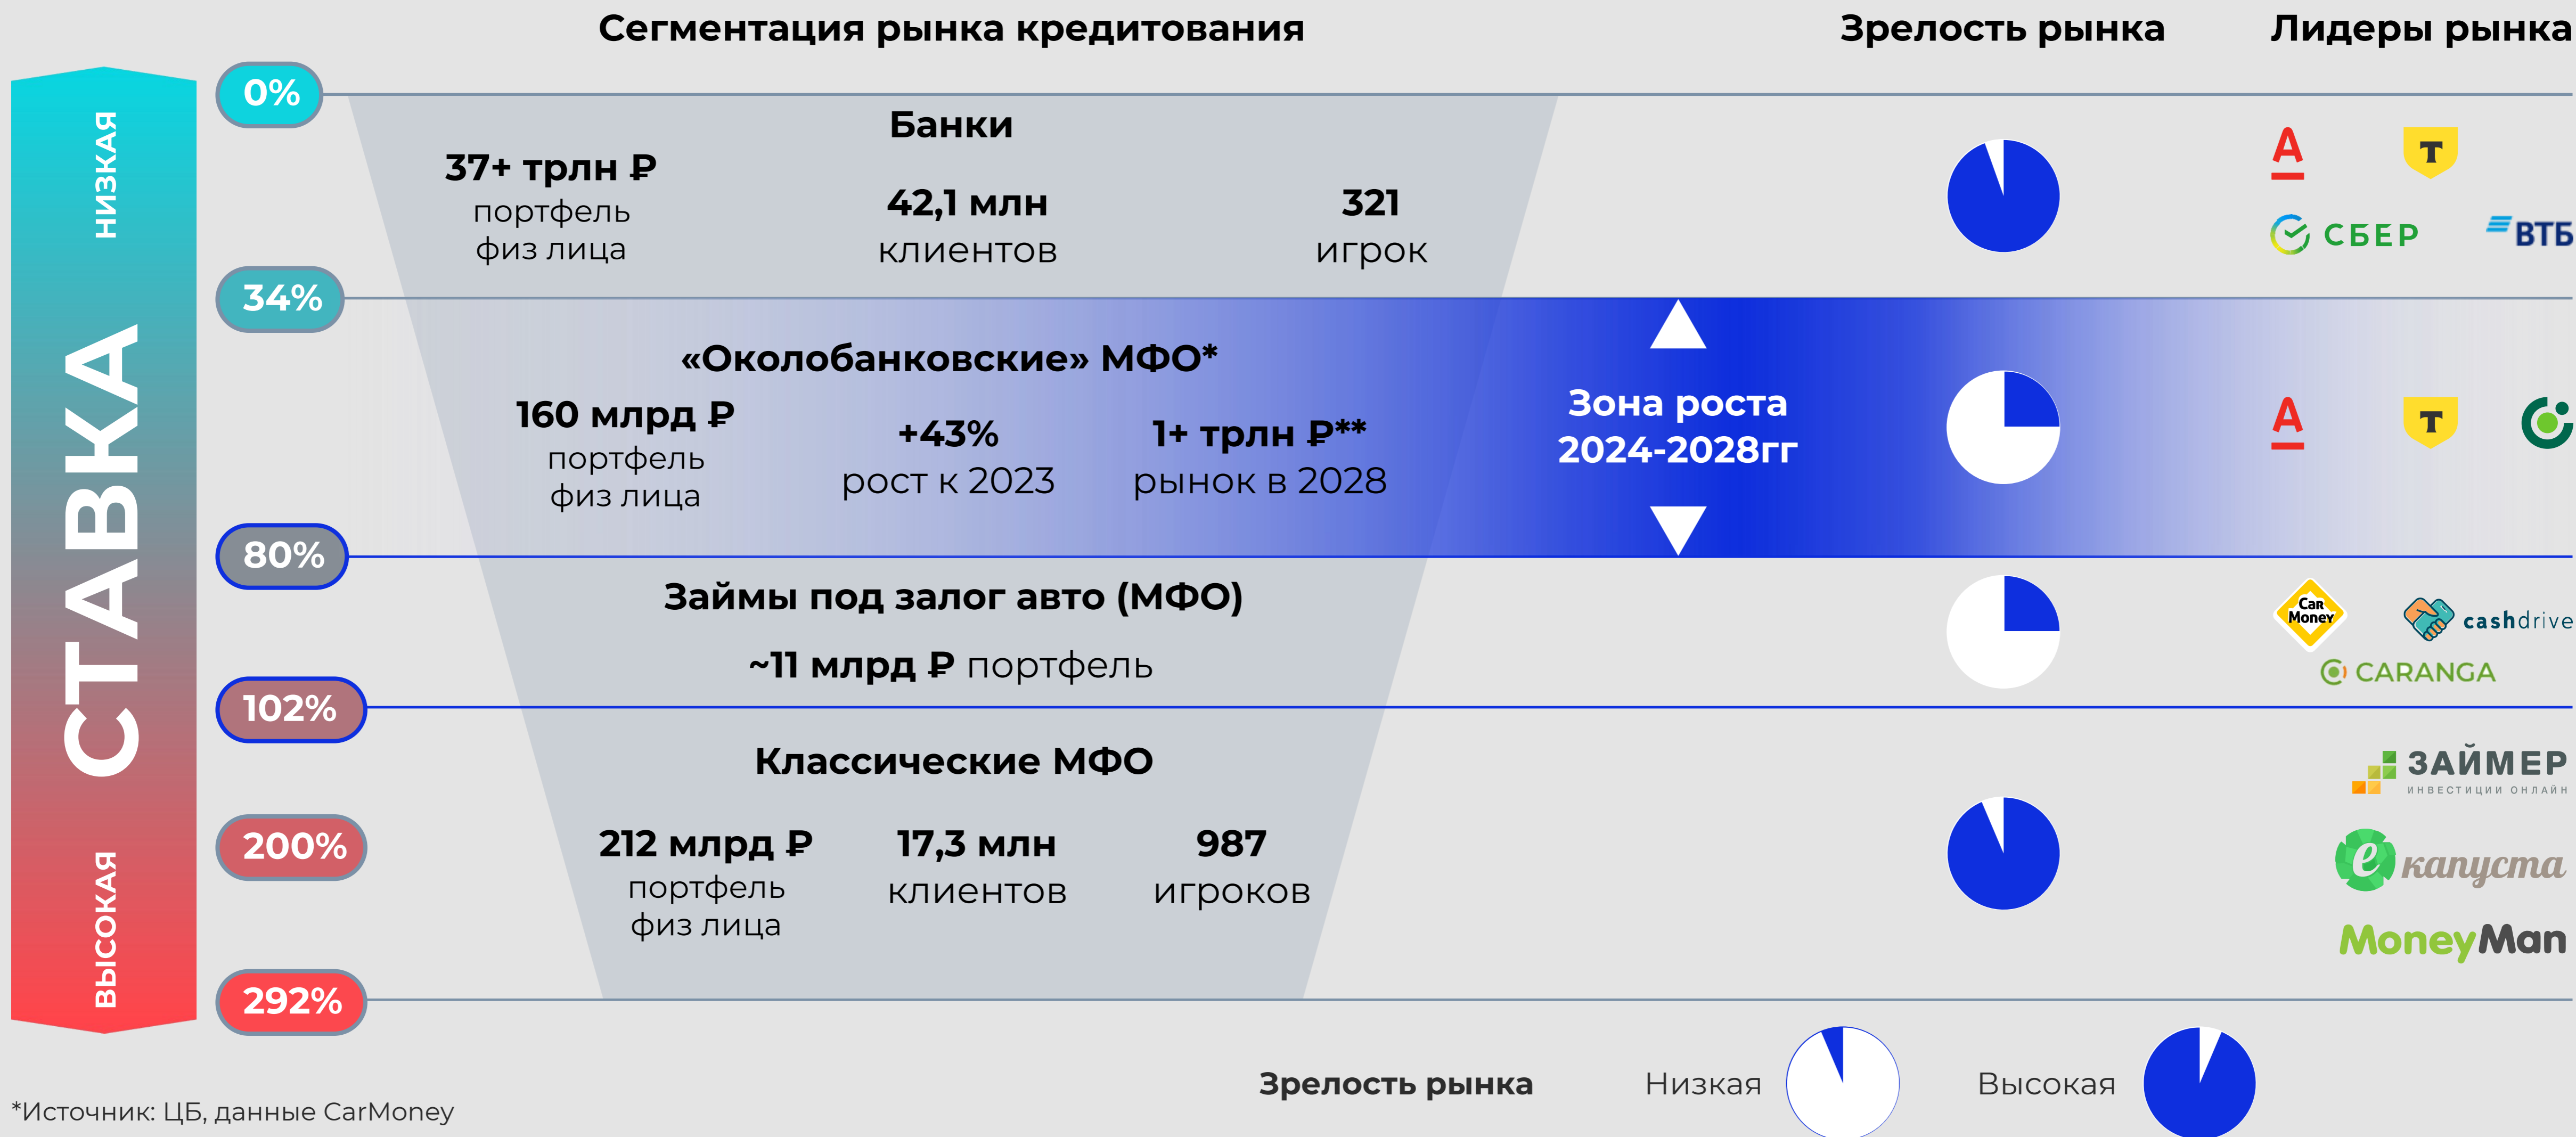 Сегментация рынка кредитования
Зрелость рынка
Лидеры рынка
НИЗКАЯ
СТАВКА
ВЫСОКАЯ
0%
Банки
37+ трлн ₽
портфель
физ лица
42,1 млн
клиентов
321
игрок
А
Т
СБЕР
ВТБ
34%
«Околобанковские» МФО*
160 млрд ₽
портфель
физ лица
+43%
рост к 2023
1+ трлн ₽**
рынок в 2028
Зона роста
2024-2028гг
А
Т
80%
Займы под залог авто (МФО)
~11 млрд ₽ портфель
Car
Money
cashdrive
CARANGA
102%
Классические МФО
212 млрд ₽
портфель
физ лица
17,3 млн
клиентов
987
игроков
ЗАЙМЕР
ИНВЕСТИЦИИ ОНЛАЙН
е капуста
MoneyMan
200%
292%
Зрелость рынка
Низкая
Высокая
*Источник: ЦБ, данные CarMoney